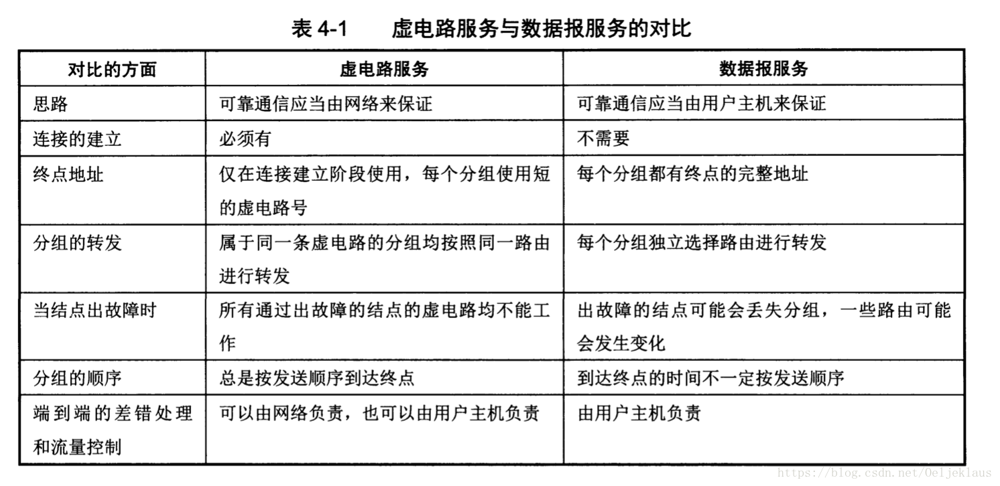 表 4-1 虚电路服务与数据报服务的对比
对比的方面 虚电路服务 数据报服务
思路 可靠通信应当由网络来保证 可靠通信应当由用户主机来保证
连接的建立 必须有 不需要
终点地址 仅在连接建立阶段使用，每个分组使用短 每个分组都有终点的完整地址
的虚电路号
分组的转发 属于同一条虚电路的分组均按照同一路由 每个分组独立选择路由进行转发
进行转发
当结点出故障时 所有通过出故障的结点的虚电路均不能工 出故障的结点可能会丢失分组，一些路由可能
作 会发生变化
分组的顺序 总是按发送顺序到达终点 到达终点的时间不一定按发送顺序
端到端的差错处理 可以由网络负责，也可以由用户主机负责 由用户主机负责
和流量控制
https://blog.csdn.net/Oeljeklaus